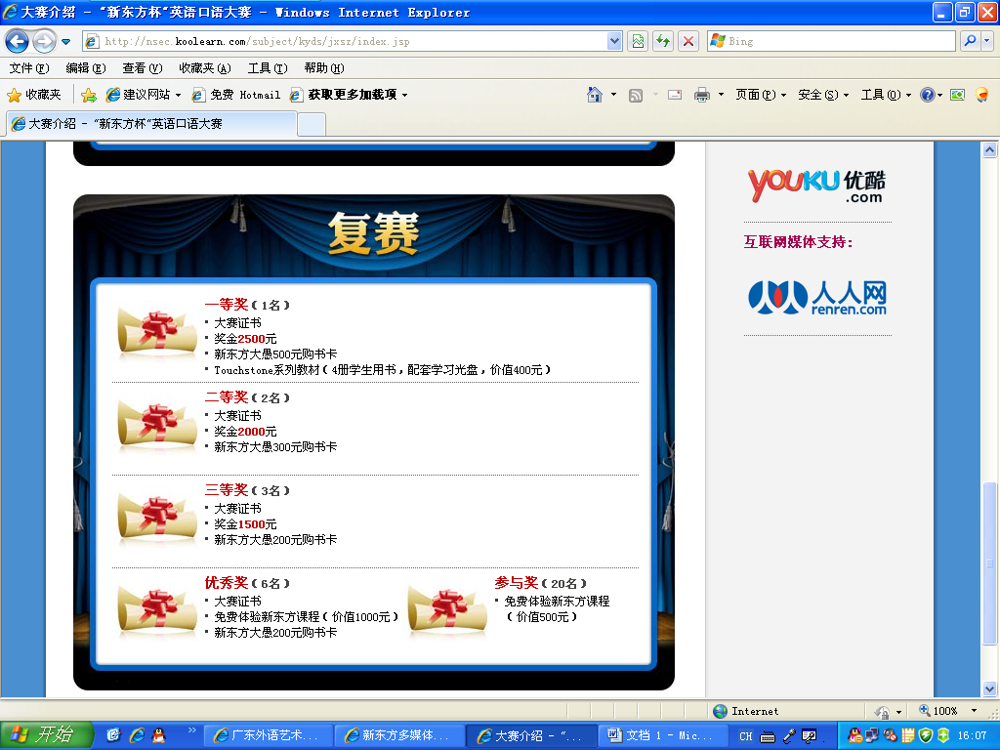 大赛介绍 - “新东方杯”英语口语大赛 - Windows Internet Explorer
http://nsec.koolearn.com/subject/kyds/jxsz/index.jsp
Bing
文件(F) 编辑(E) 查看(V) 收藏夹(A) 工具(T) 帮助(H)
收藏夹 建议网站 免费 Hotmail 获取更多加载项 页面(P) 安全(S) 工具(O)
大赛介绍 - “新东方杯”英语口语大赛
复赛
一等奖(1名)
· 大赛证书
· 奖金2500元
· 新东方大愚500元购书卡
· Touchstone系列教材(4册学生用书，配套学习光盘，价值400元)
二等奖(2名)
· 大赛证书
· 奖金2000元
· 新东方大愚300元购书卡
三等奖(3名)
· 大赛证书
· 奖金1500元
· 新东方大愚200元购书卡
优秀奖(6名)
· 大赛证书
· 免费体验新东方课程(价值1000元)
· 新东方大愚200元购书卡
参与奖(20名)
· 免费体验新东方课程
(价值500元)
YOUKU 优酷
.com
互联网媒体支持:
人人网
renren.com
Internet 100%
开始 广东外语艺术... 新东方多媒体... 大赛介绍 - “... 文档 1 - Mic... CH 16:07